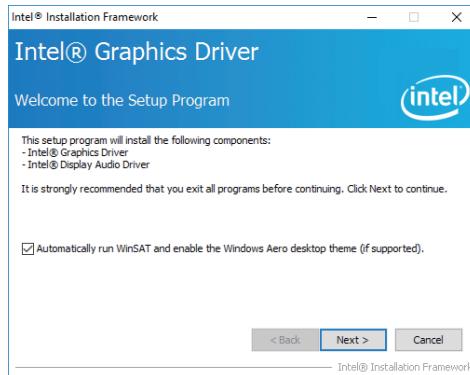 Intel® Installation Framework
Intel® Graphics Driver
Welcome to the Setup Program
intel
This setup program will install the following components:
- Intel® Graphics Driver
- Intel® Display Audio Driver
It is strongly recommended that you exit all programs before continuing. Click Next to continue.
Automatically run WinSAT and enable the Windows Aero desktop theme (if supported).
< Back Next > Cancel
Intel® Installation Framework